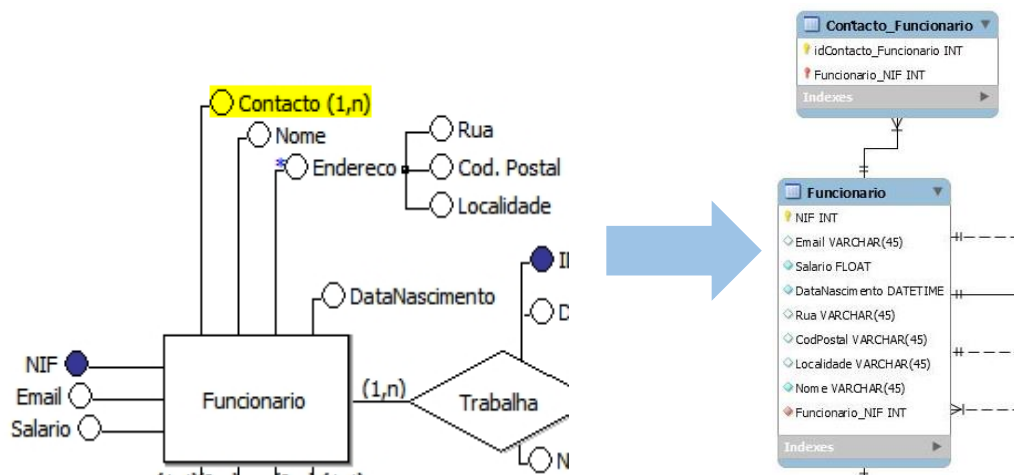 Contacto (1,n)
Nome
*
Endereco
Rua
Cod. Postal
Localidade
DataNascimento
NIF
Email
Salario
Funcionario
(1,n)
Trabalha
Contacto_Funcionario
idContacto_Funcionario INT
Funcionario_NIF INT
Indexes
Funcionario
NIF INT
Email VARCHAR(45)
Salario FLOAT
DataNascimento DATETIME
Rua VARCHAR(45)
CodPostal VARCHAR(45)
Localidade VARCHAR(45)
Nome VARCHAR(45)
Funcionario_NIF INT
Indexes